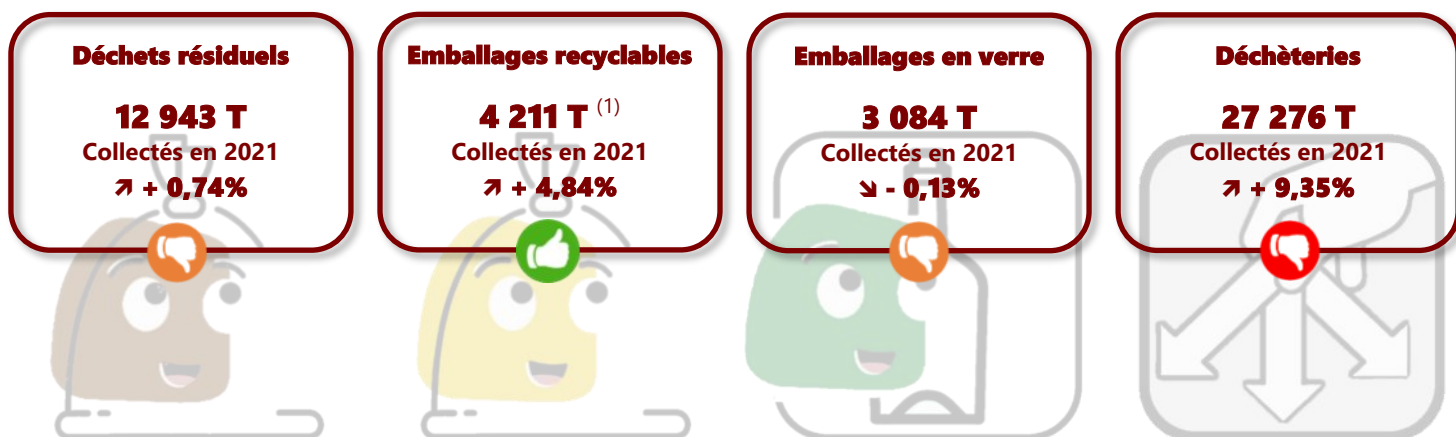 Déchets résiduels
12 943 T
Collectés en 2021
↗ + 0,74%
Emballages recyclables
4 211 T (1)
Collectés en 2021
↗ + 4,84%
Emballages en verre
3 084 T
Collectés en 2021
↘ - 0,13%
Déchèteries
27 276 T
Collectés en 2021
↗ + 9,35%